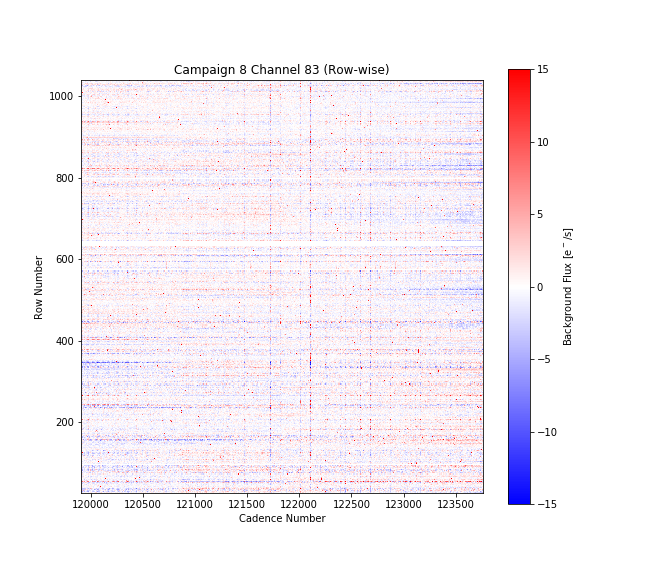 Campaign 8 Channel 83 (Row-wise)
1000
800
600
400
200
Row Number
120000 120500 121000 121500 122000 122500 123000 123500
Cadence Number
15
10
5
0
−5
−10
−15
Background Flux [e⁻/s]